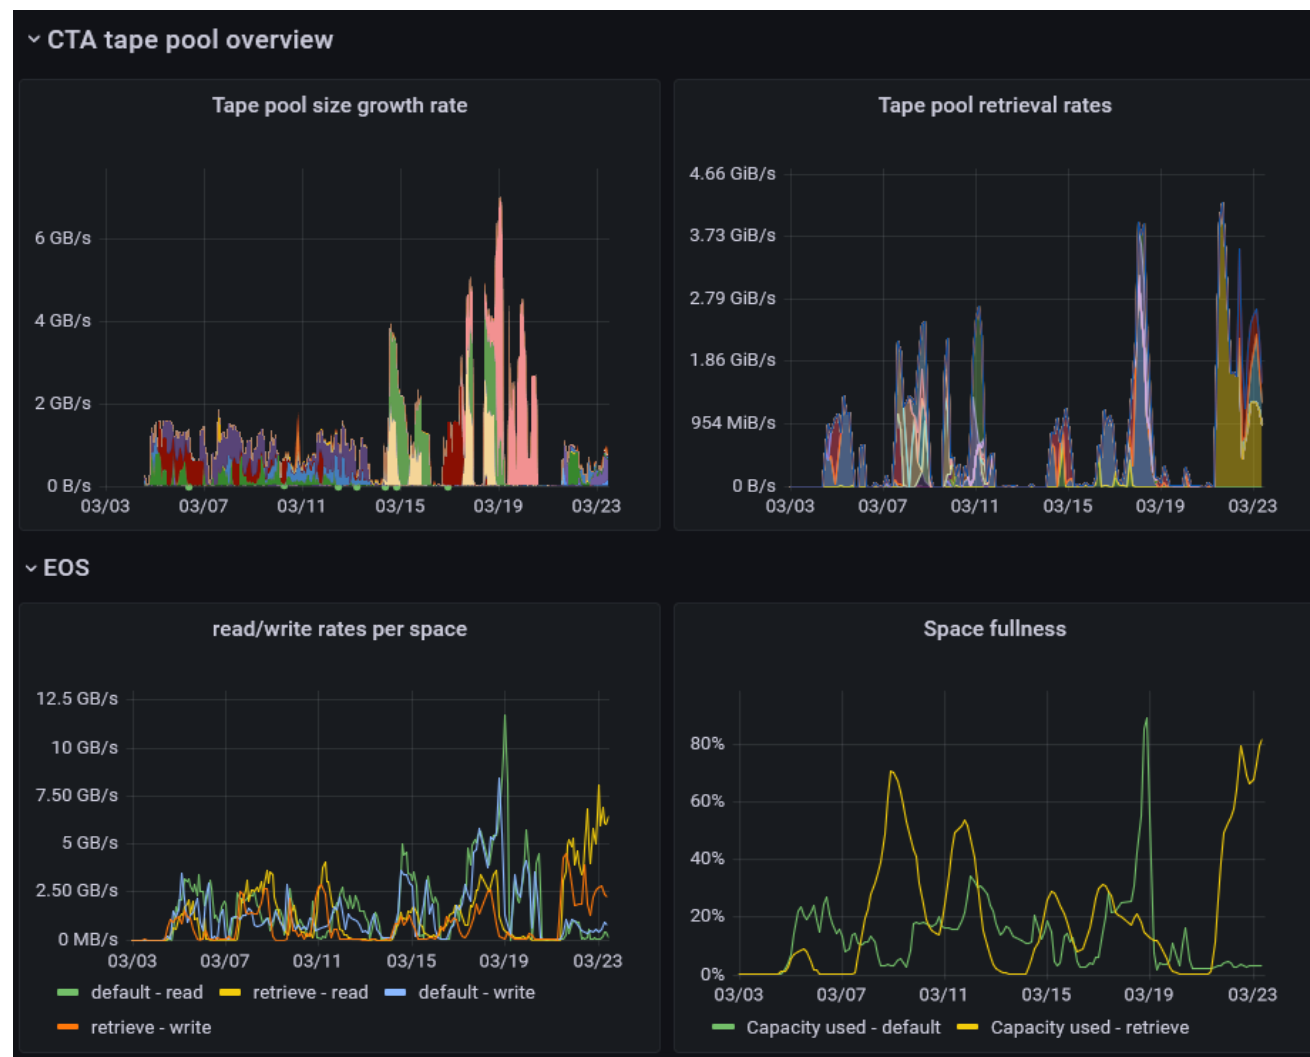 CTA tape pool overview
Tape pool size growth rate
6 GB/s
4 GB/s
2 GB/s
0 B/s
03/03 03/07 03/11 03/15 03/19 03/23
Tape pool retrieval rates
4.66 GiB/s
3.73 GiB/s
2.79 GiB/s
1.86 GiB/s
954 MiB/s
0 B/s
03/03 03/07 03/11 03/15 03/19 03/23
EOS
read/write rates per space
12.5 GB/s
10 GB/s
7.50 GB/s
5 GB/s
2.50 GB/s
0 MB/s
03/03 03/07 03/11 03/15 03/19 03/23
default - read retrieve - read default - write
retrieve - write
Space fullness
80%
60%
40%
20%
0%
03/03 03/07 03/11 03/15 03/19 03/23
Capacity used - default Capacity used - retrieve